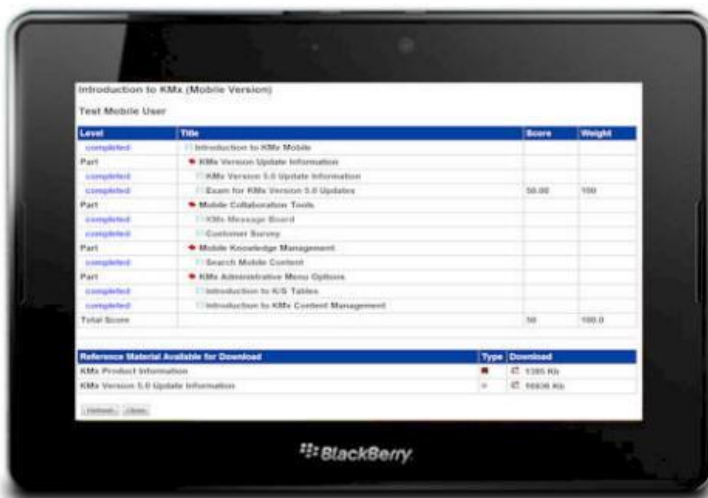 Introduction to KMx (Mobile Version)
Test Mobile User
Level Title Score Weight
completed Introduction to KMx Mobile
Part KMx Version Update Information
completed KMx Version 5.0 Update Information
completed Exam for KMx Version 5.0 Updates 50.00 100
Part Mobile Collaboration Tools
completed KMx Message Board
completed Customer Survey
Part Mobile Knowledge Management
completed Search Mobile Content
Part KMx Administrative Menu Options
completed Introduction to K/S Tables
completed Introduction to KMx Content Management
Total Score 50 100.0
Reference Material Available for Download Type Download
KMx Product Information 1385 Kb
KMx Version 5.0 Update Information Kb
Refresh Close
BlackBerry